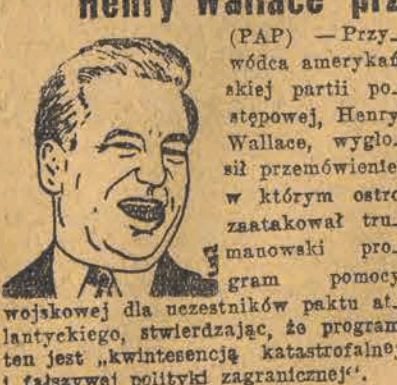 Henry Wallace prz
(PAP) — Przy-
wódca amerykań
skiej partii po-
stępowej, Henry
Wallace, wygło-
sił przemówienie
w którym ostro
zaatakował tru-
manowski pro-
gram pomocy
wojskowej dla uczestników paktu at-
lantyckiego, stwierdzając, że program
ten jest „kwintesencją katastrofalnej
i fałszywej polityki zagranicznej“.